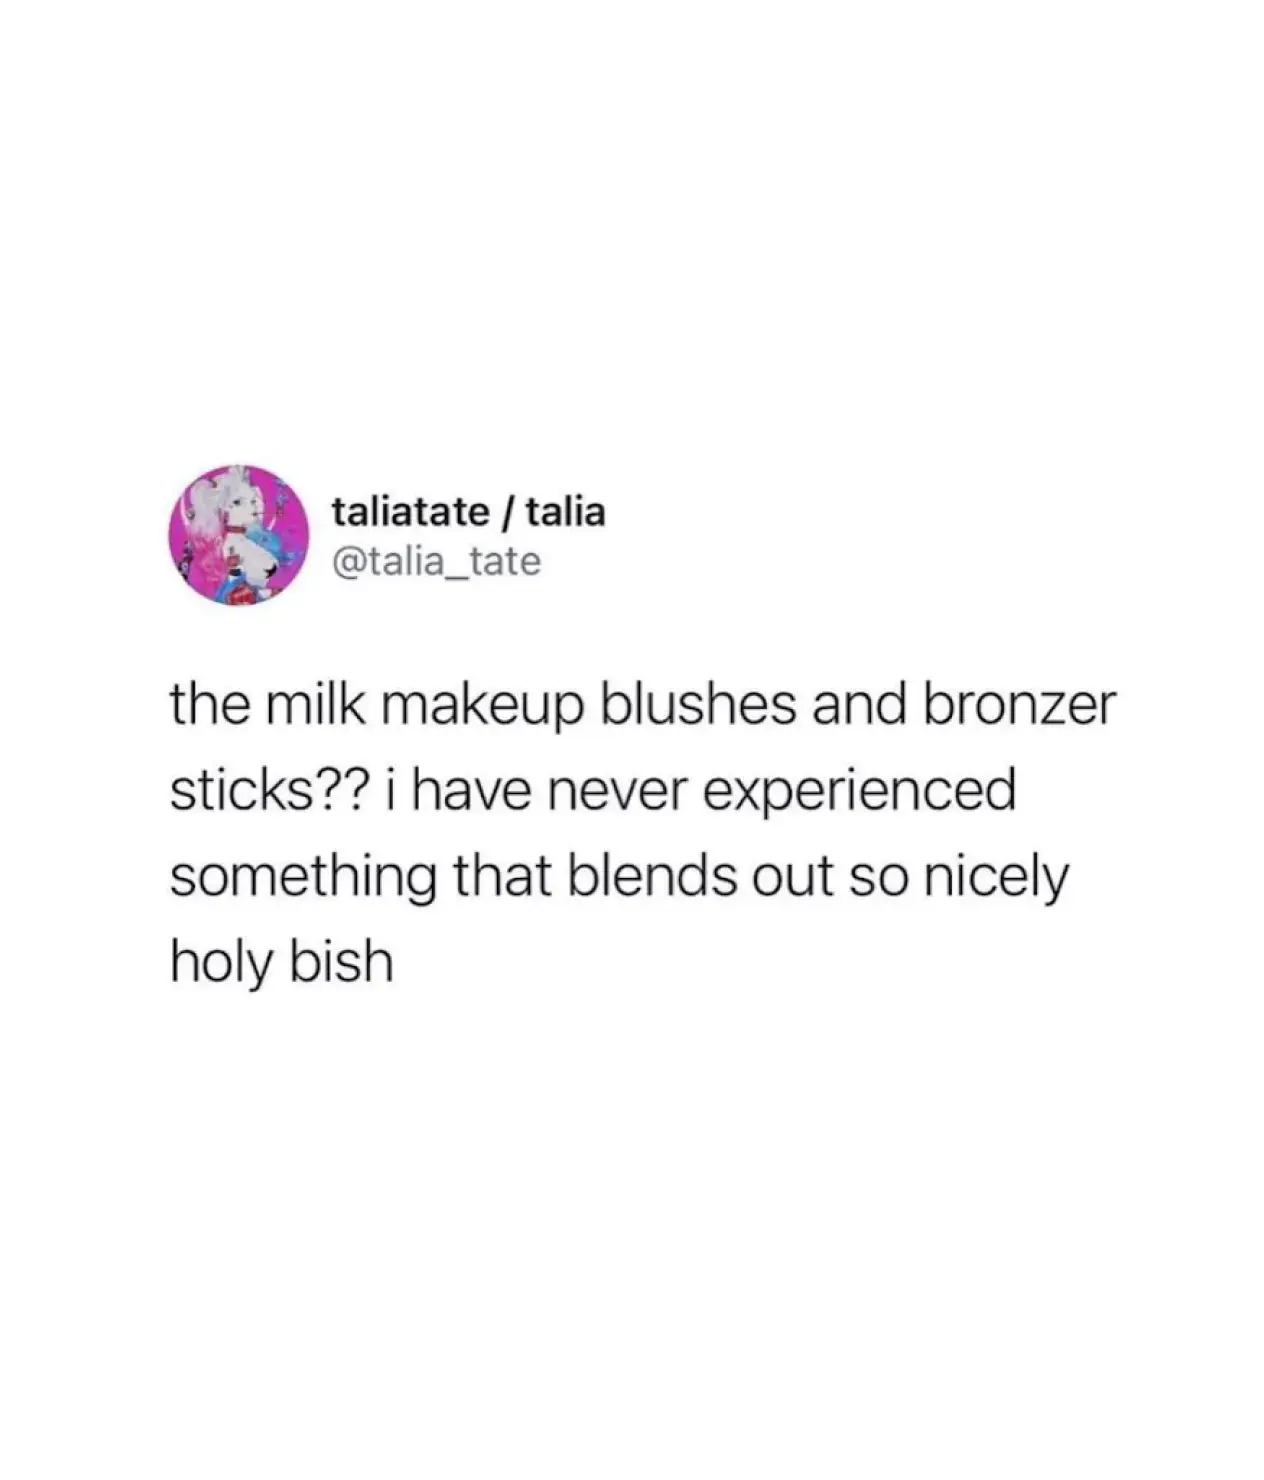 taliatate / talia
@talia_tate
the milk makeup blushes and bronzer
sticks?? i have never experienced
something that blends out so nicely
holy bish